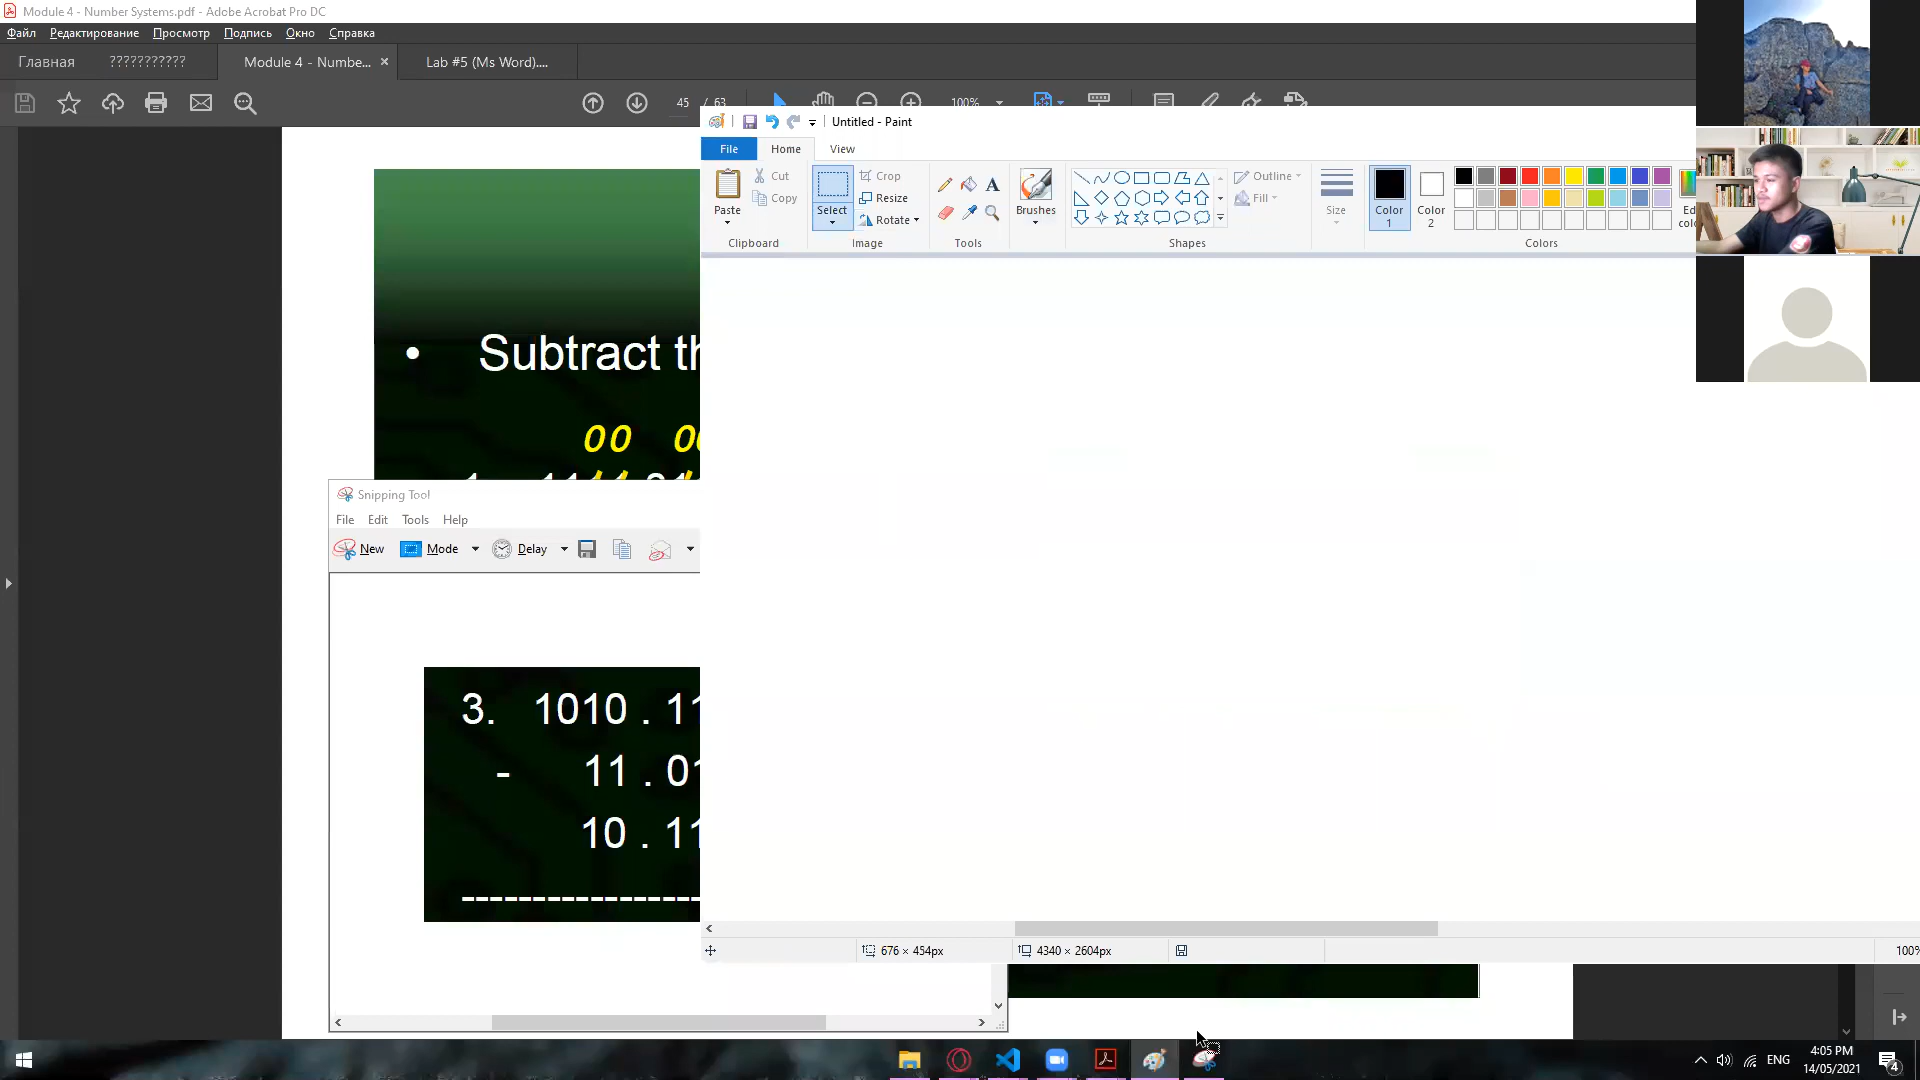 Module 4 - Number Systems.pdf - Adobe Acrobat Pro DC
Файл Редактирование Просмотр Подпись Окно Справка
Главная ??????????? Module 4 - Numbe... × Lab #5 (Ms Word)....
45 / 63 100%
Untitled - Paint
File Home View
Paste Cut Copy Select Crop Resize Rotate Brushes Outline Fill Size Color 1 Color 2
Clipboard Image Tools Shapes Colors
• Subtract
00
Snipping Tool
File Edit Tools Help
New Mode Delay
3. 1010 . 11
- 11 . 01
10 . 11
-----------------
676 × 454px 4340 × 2604px 100%
ENG 4:05 PM
14/05/2021
4